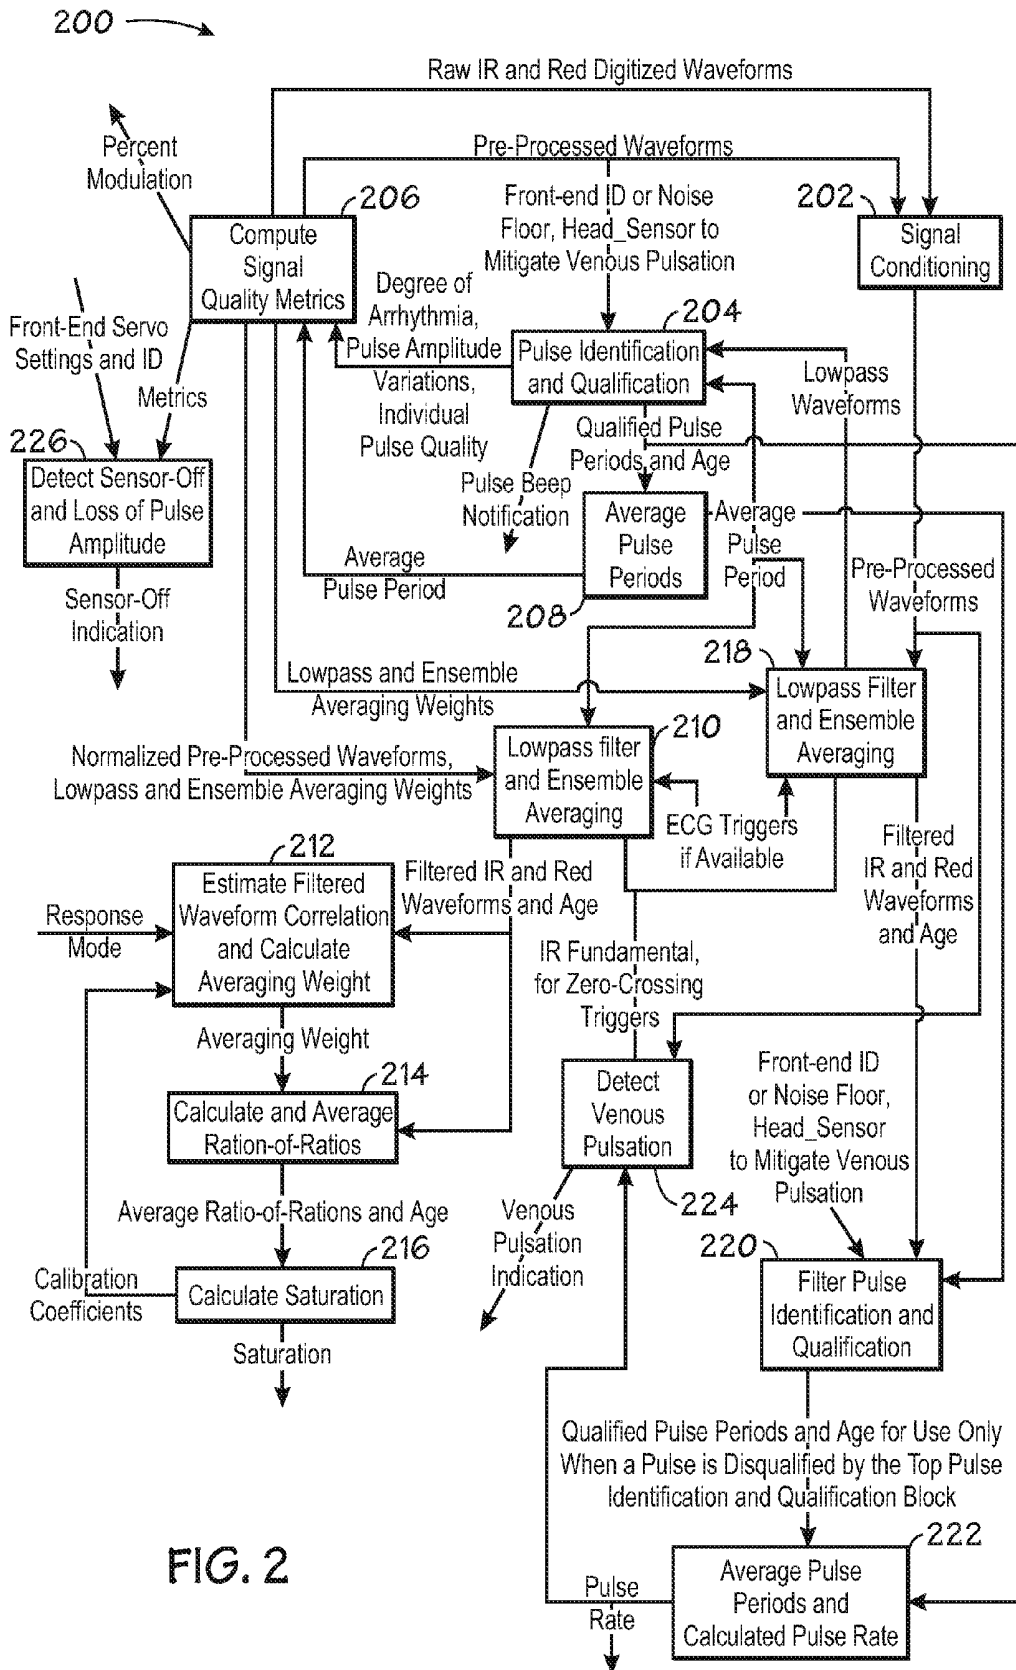 200
Raw IR and Red Digitized Waveforms
Percent
Modulation
Pre-Processed Waveforms
206
Compute
Signal
Quality Metrics
Front-end ID or Noise
Floor, Head_Sensor to
Mitigate Venous Pulsation
202
Signal
Conditioning
Front-End Servo
Settings and ID
Metrics
Degree of
Arrhythmia,
Pulse Amplitude
Variations,
Individual
Pulse Quality
204
Pulse Identification
and Qualification
Lowpass
Waveforms
Qualified Pulse
Periods and Age
226
Detect Sensor-Off
and Loss of Pulse
Amplitude
Pulse Beep
Notification
Average
Pulse
Periods
208
Average
Pulse
Period
Average
Pulse Period
Pre-Processed
Waveforms
Sensor-Off
Indication
218
Lowpass Filter
and Ensemble
Averaging
Lowpass and Ensemble
Averaging Weights
210
Lowpass filter
and Ensemble
Averaging
Normalized Pre-Processed Waveforms,
Lowpass and Ensemble Averaging Weights
ECG Triggers
if Available
212
Estimate Filtered
Waveform Correlation
and Calculate
Averaging Weight
Filtered IR and Red
Waveforms and Age
Filtered
IR and Red
Waveforms
and Age
Response
Mode
IR Fundamental,
for Zero-Crossing
Triggers
Averaging Weight
214
Calculate and Average
Ration-of-Ratios
Detect
Venous
Pulsation
224
Front-end ID
or Noise Floor,
Head_Sensor
to Mitigate Venous
Pulsation
Average Ratio-of-Rations and Age
Venous
Pulsation
Indication
216
Calculate Saturation
Calibration
Coefficients
220
Filter Pulse
Identification and
Qualification
Saturation
Qualified Pulse Periods and Age for Use Only
When a Pulse is Disqualified by the Top Pulse
Identification and Qualification Block
222
Average Pulse
Periods and
Calculated Pulse Rate
Pulse
Rate
FIG. 2